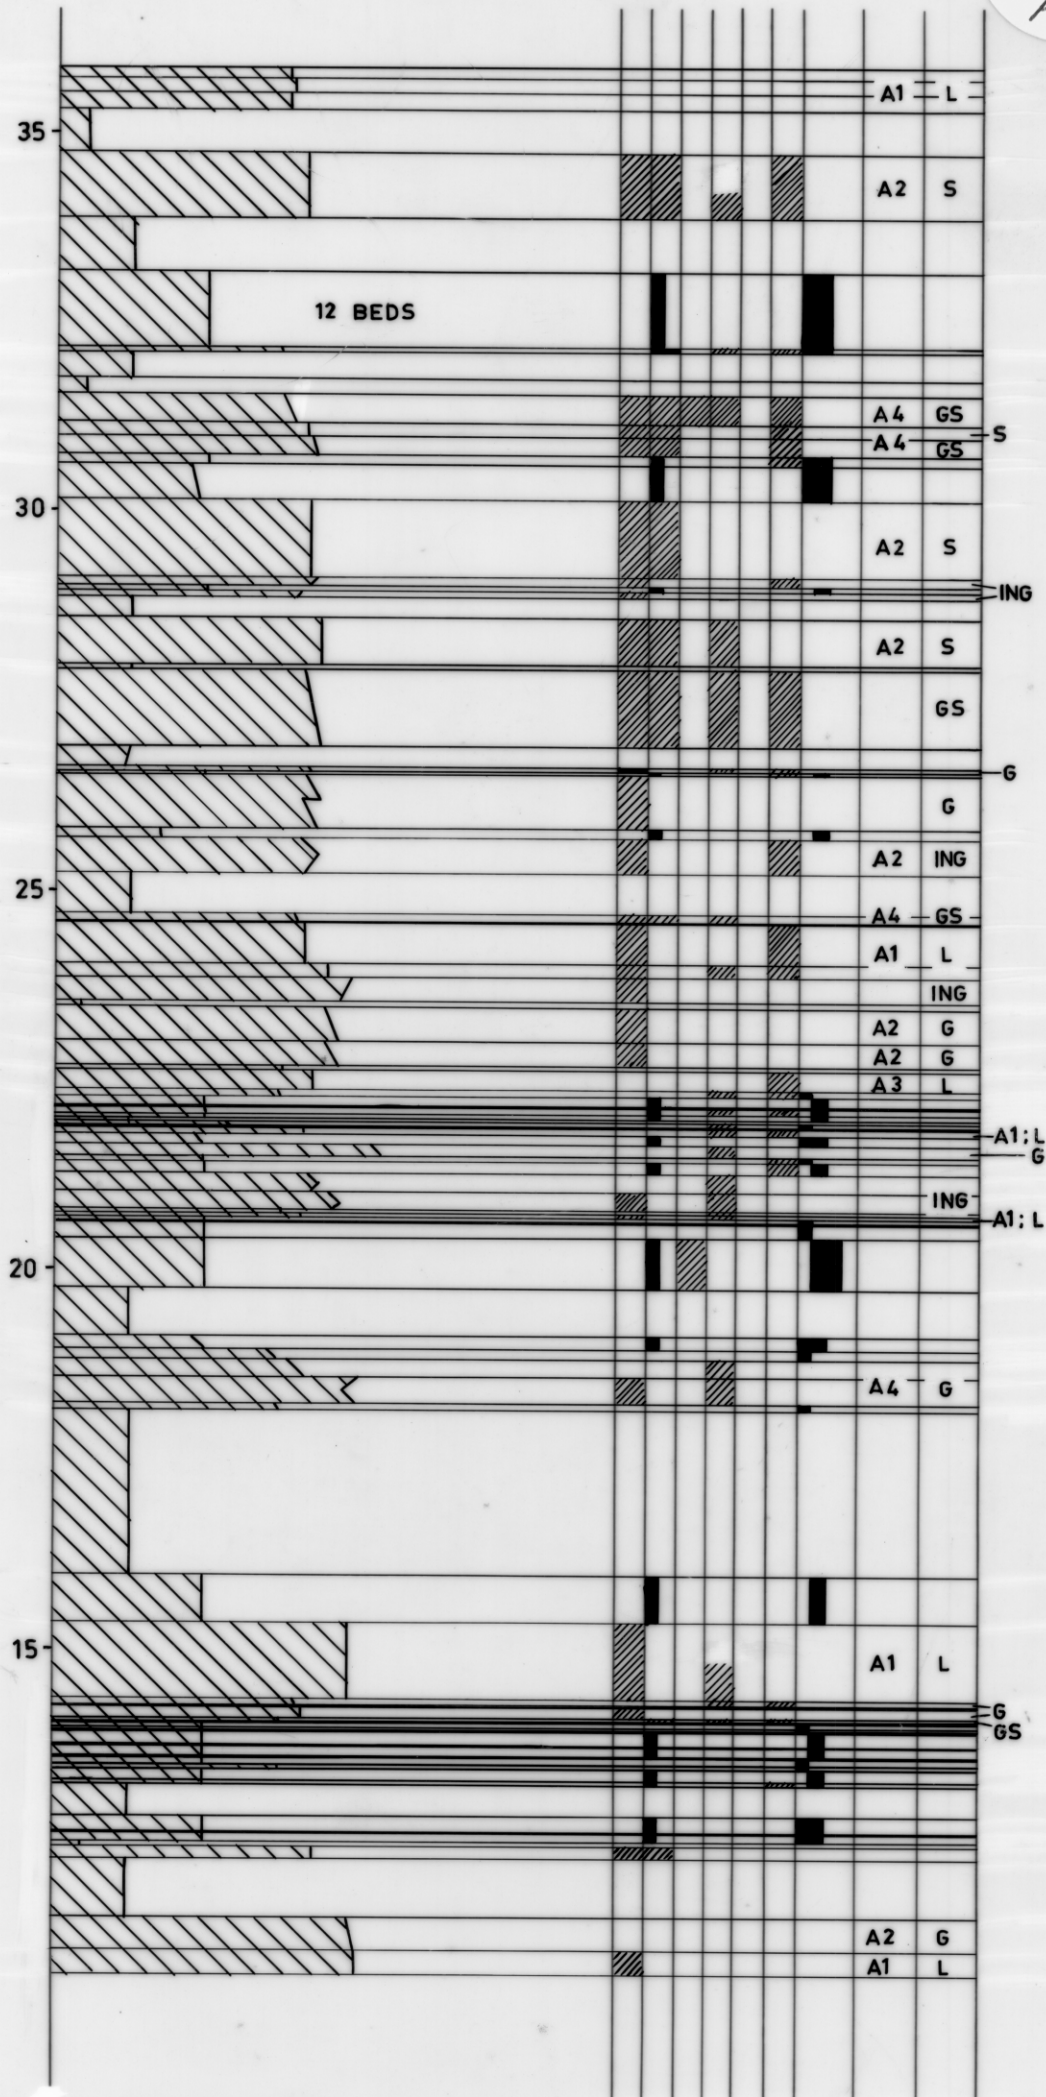 A1 L
35
A2 S
12 BEDS
A4 GS
S
A4 GS
30
A2 S
ING
A2 S
GS
G
G
A2 ING
25
A4 GS
A1 L
ING
A2 G
A2 G
A3 L
A1; L
G
ING
A1; L
20
A4 G
15
A1 L
G
GS
A2 G
A1 L